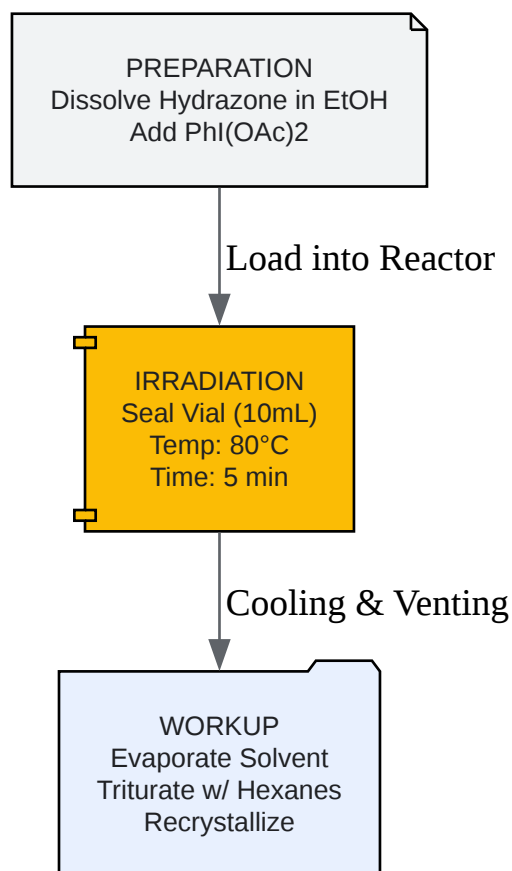 PREPARATION
Dissolve Hydrazone in EtOH
Add PhI(OAc)2
Load into Reactor
IRRADIATION
Seal Vial (10mL)
Temp: 80°C
Time: 5 min
Cooling & Venting
WORKUP
Evaporate Solvent
Triturate w/ Hexanes
Recrystallize